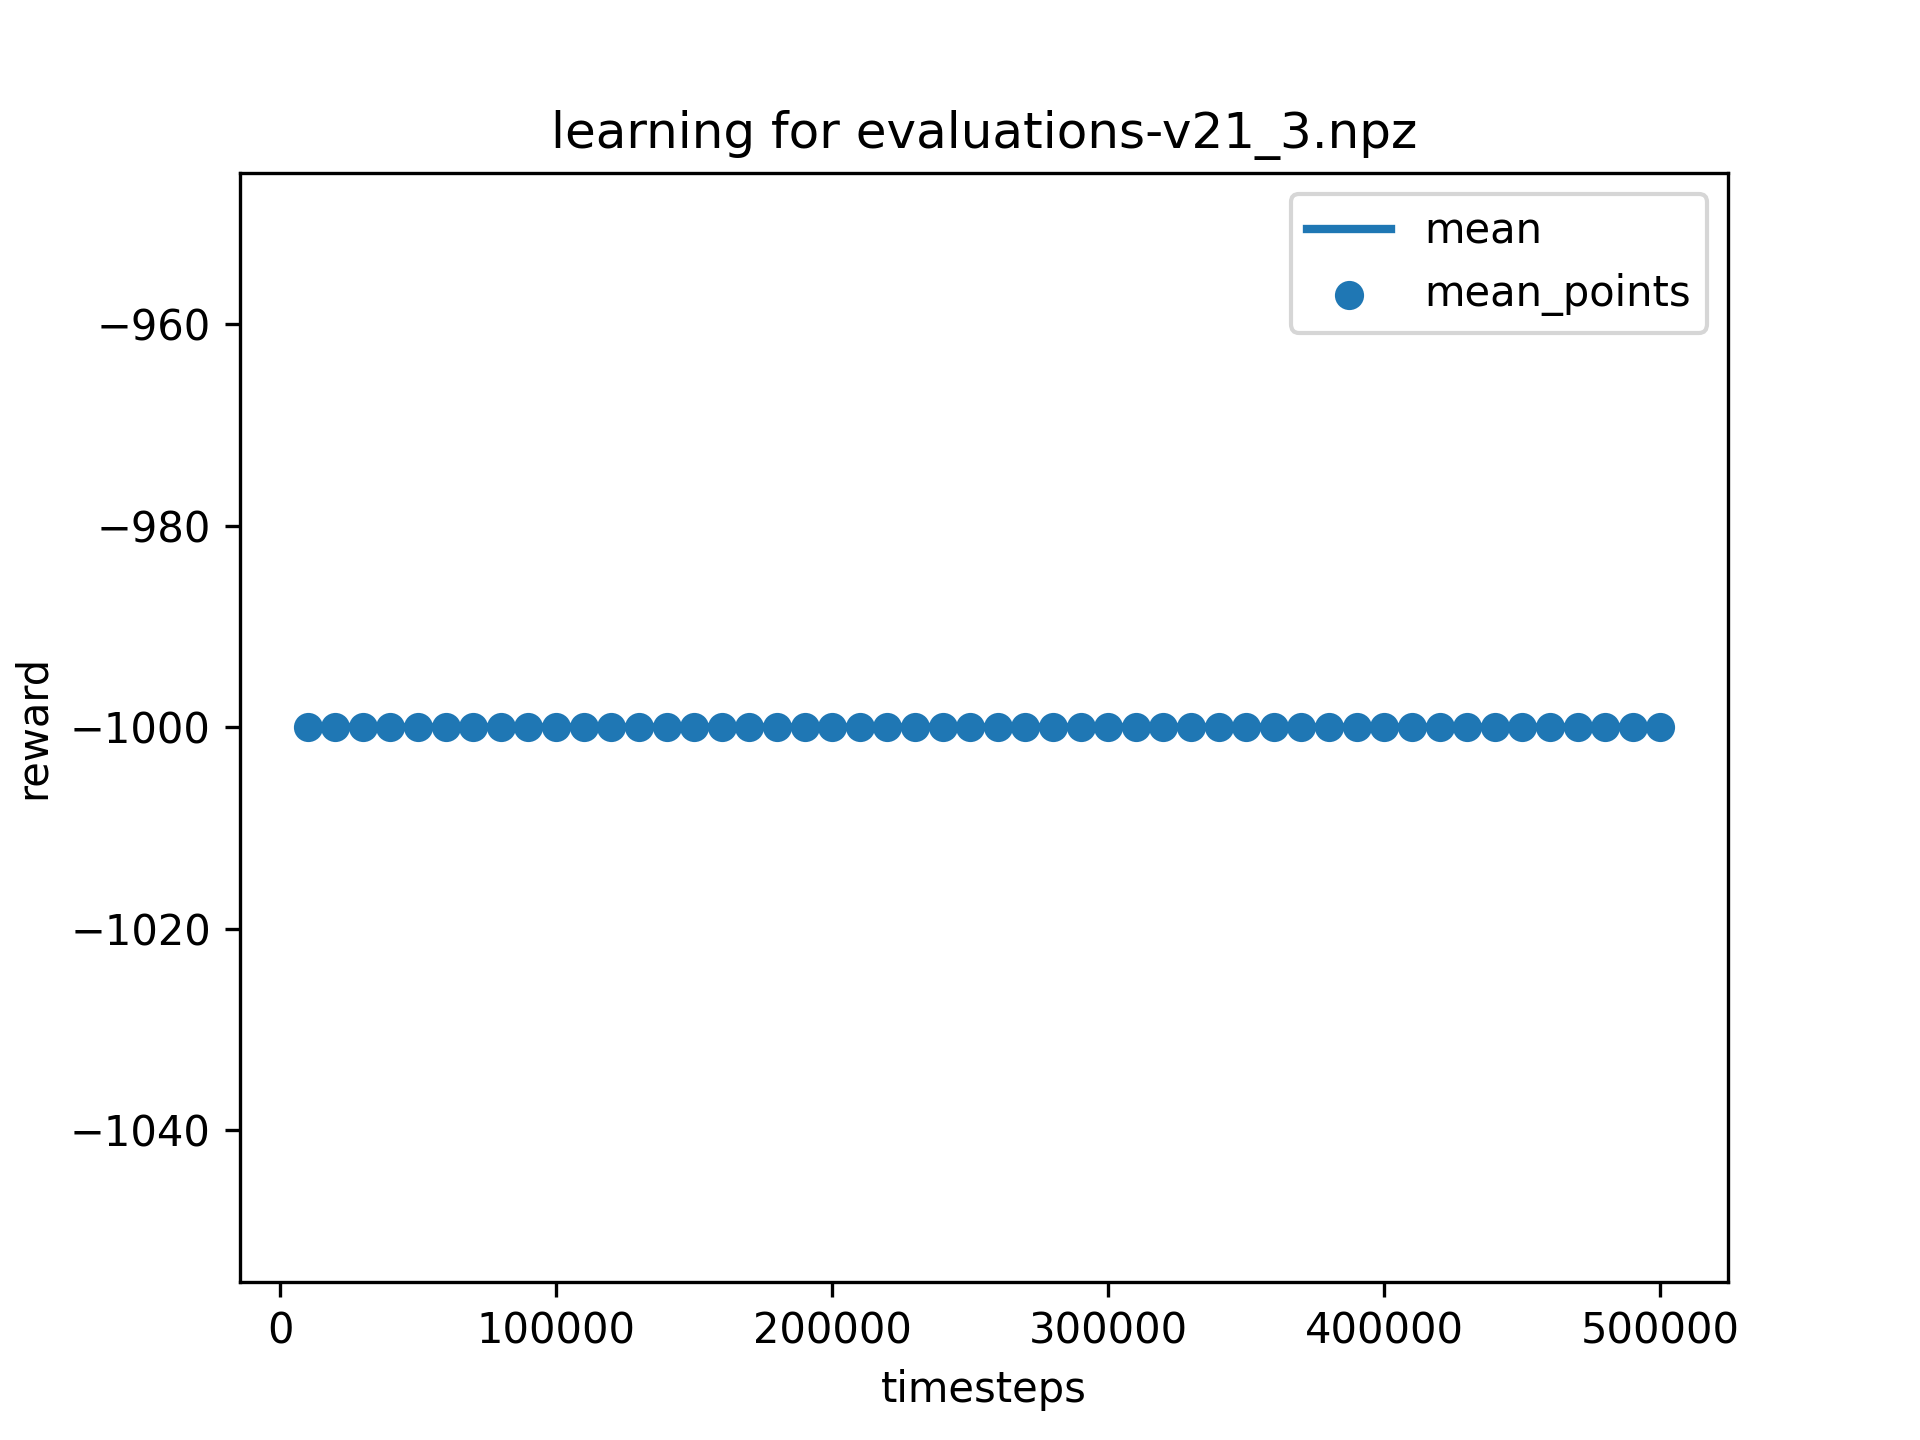 learning for evaluations-v21_3.npz
mean
mean_points
−960
−980
−1000
−1020
−1040
reward
0 100000 200000 300000 400000 500000
timesteps